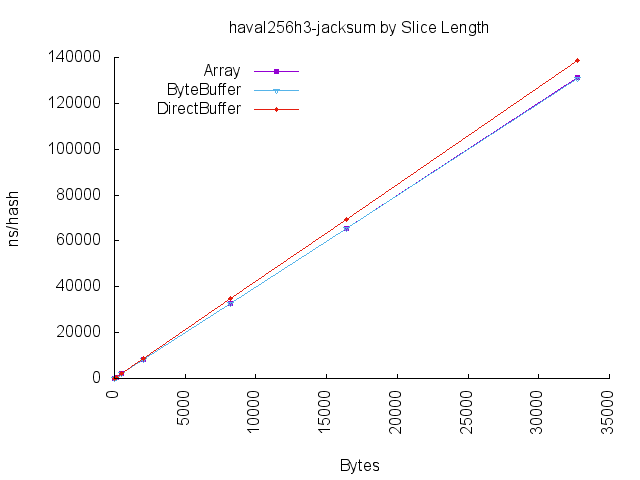 haval256h3-jacksum by Slice Length
140000
120000
100000
80000
60000
40000
20000
0
ns/hash
Array
ByteBuffer
DirectBuffer
0
5000
10000
15000
20000
25000
30000
35000
Bytes